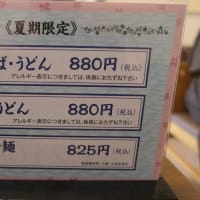 《夏期限定》
ば・うどん 880円(税込)
アレルギー表示につきましては、係員におたずね下さい
うどん 880円(税込)
アレルギー表示につきましては、係員におたずね下さい
麺 825円(税込)